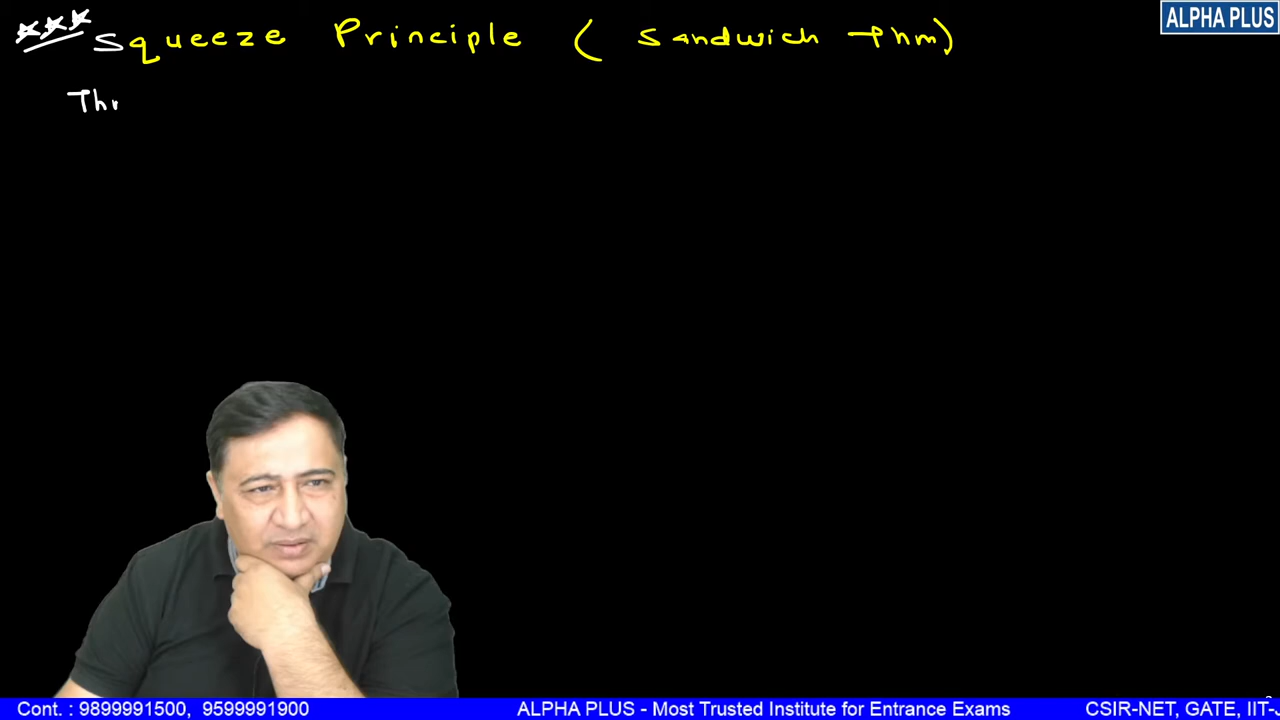 *** Squeeze Principle ( Sandwich thm)
ALPHA PLUS
Cont. : 9899991500, 9599991900 ALPHA PLUS - Most Trusted Institute for Entrance Exams CSIR-NET, GATE, IIT-